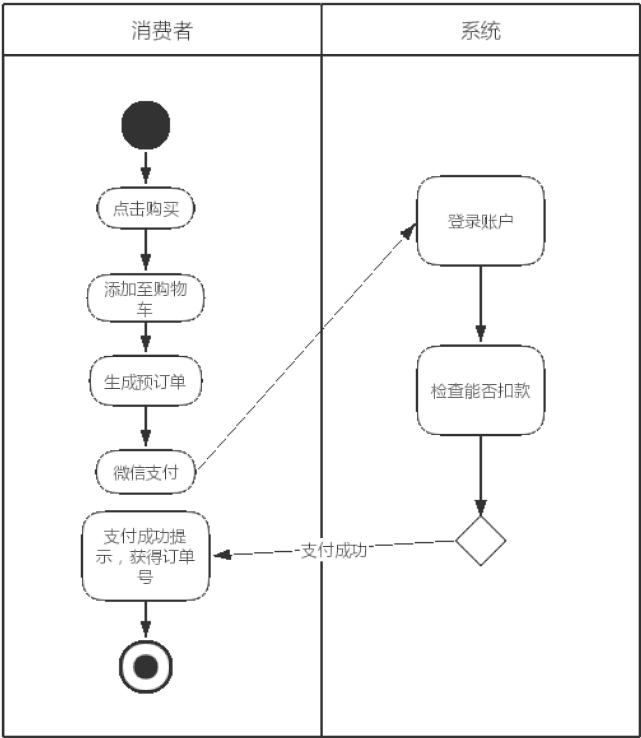 消费者
系统
点击购买
添加至购物
车
生成预订单
微信支付
支付成功提
示，获得订单
号
登录账户
检查能否扣款
支付成功